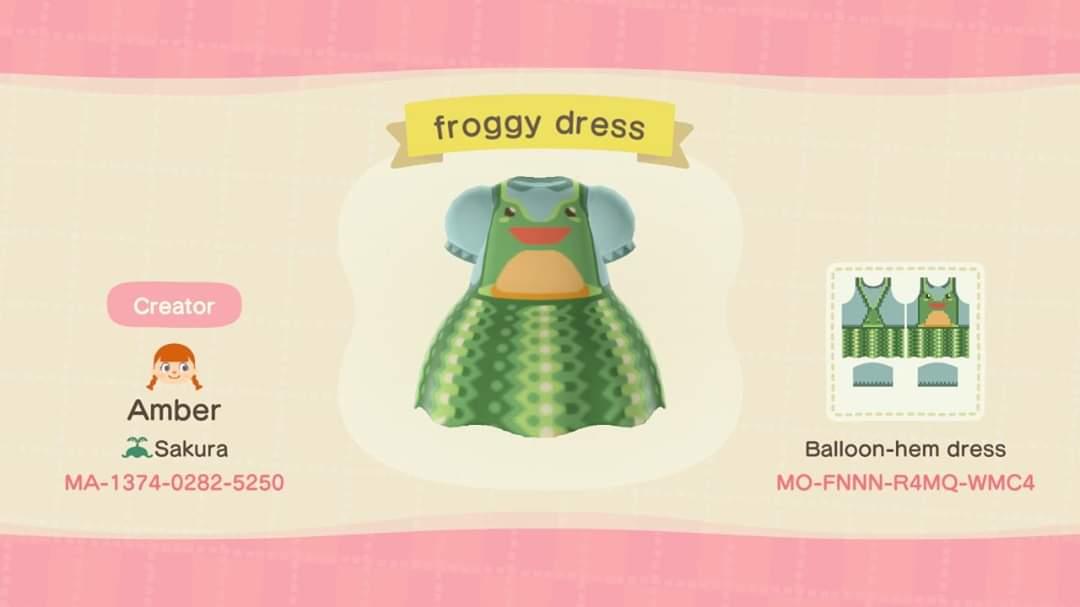 froggy dress
Creator
Amber
Sakura
MA-1374-0282-5250
Balloon-hem dress
MO-FNNN-R4MQ-WMC4